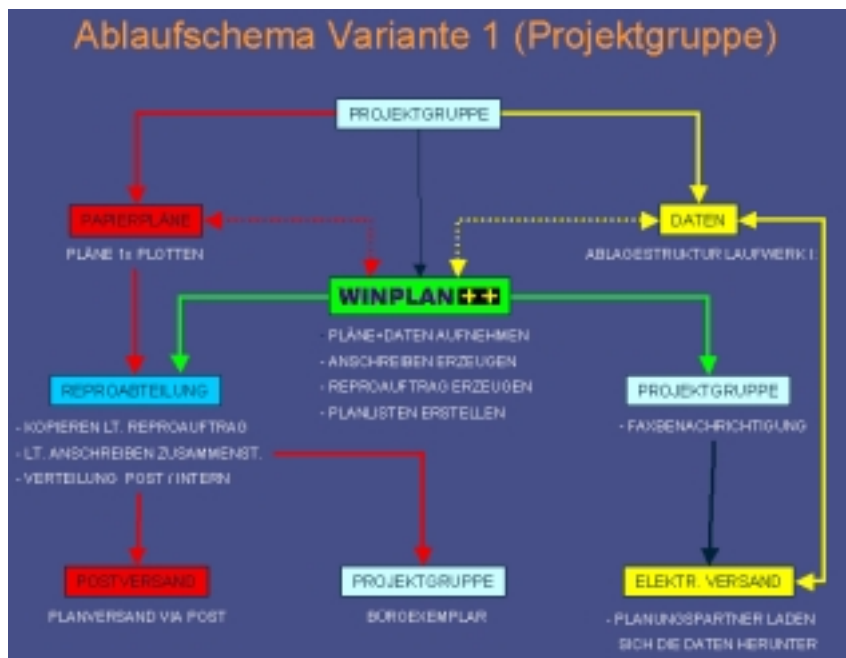 Ablaufschema Variante 1 (Projektgruppe)
PROJEKTGRUPPE
PAPIERPLÄNE
DATEN
PLÄNE 1x PLOTTEN
ABLAGESTRUKTUR LAUFWERK I:
WINPLAN
- PLÄNE+DATEN AUFNEHMEN
- ANSCHREIBEN ERZEUGEN
- REPROAUFTRAG ERZEUGEN
- PLANLISTEN ERSTELLEN
REPROABTEILUNG
- KOPIEREN LT. REPROAUFTRAG
- LT. ANSCHREIBEN ZUSAMMENST.
- VERTEILUNG POST / INTERN
PROJEKTGRUPPE
- FAXBENACHRICHTIGUNG
POSTVERSAND
PLANVERSAND VIA POST
PROJEKTGRUPPE
BÜROEXEMPLAR
ELEKTR. VERSAND
- PLANUNGSPARTNER LADEN
SICH DIE DATEN HERUNTER